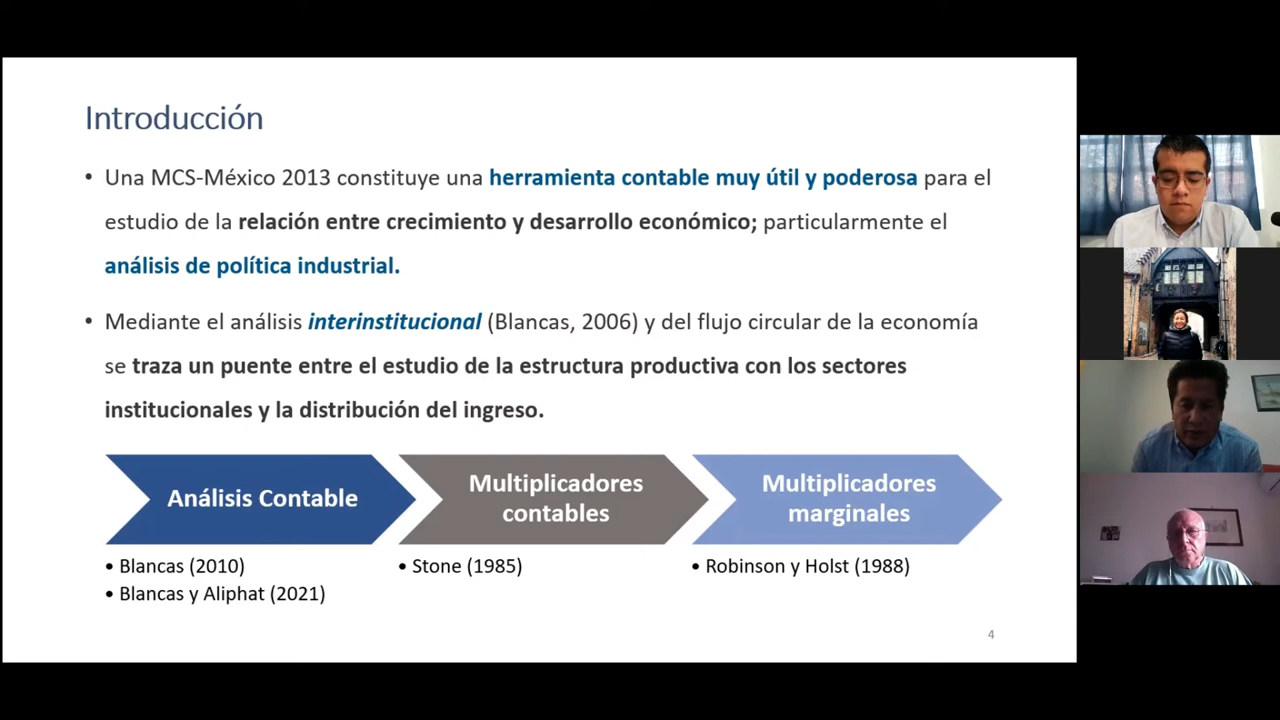 Introducción
• Una MCS-México 2013 constituye una herramienta contable muy útil y poderosa para el
estudio de la relación entre crecimiento y desarrollo económico; particularmente el
análisis de política industrial.
• Mediante el análisis interinstitucional (Blancas, 2006) y del flujo circular de la economía
se traza un puente entre el estudio de la estructura productiva con los sectores
institucionales y la distribución del ingreso.
Análisis Contable
• Blancas (2010)
• Blancas y Aliphat (2021)
Multiplicadores
contables
• Stone (1985)
Multiplicadores
marginales
• Robinson y Holst (1988)
4